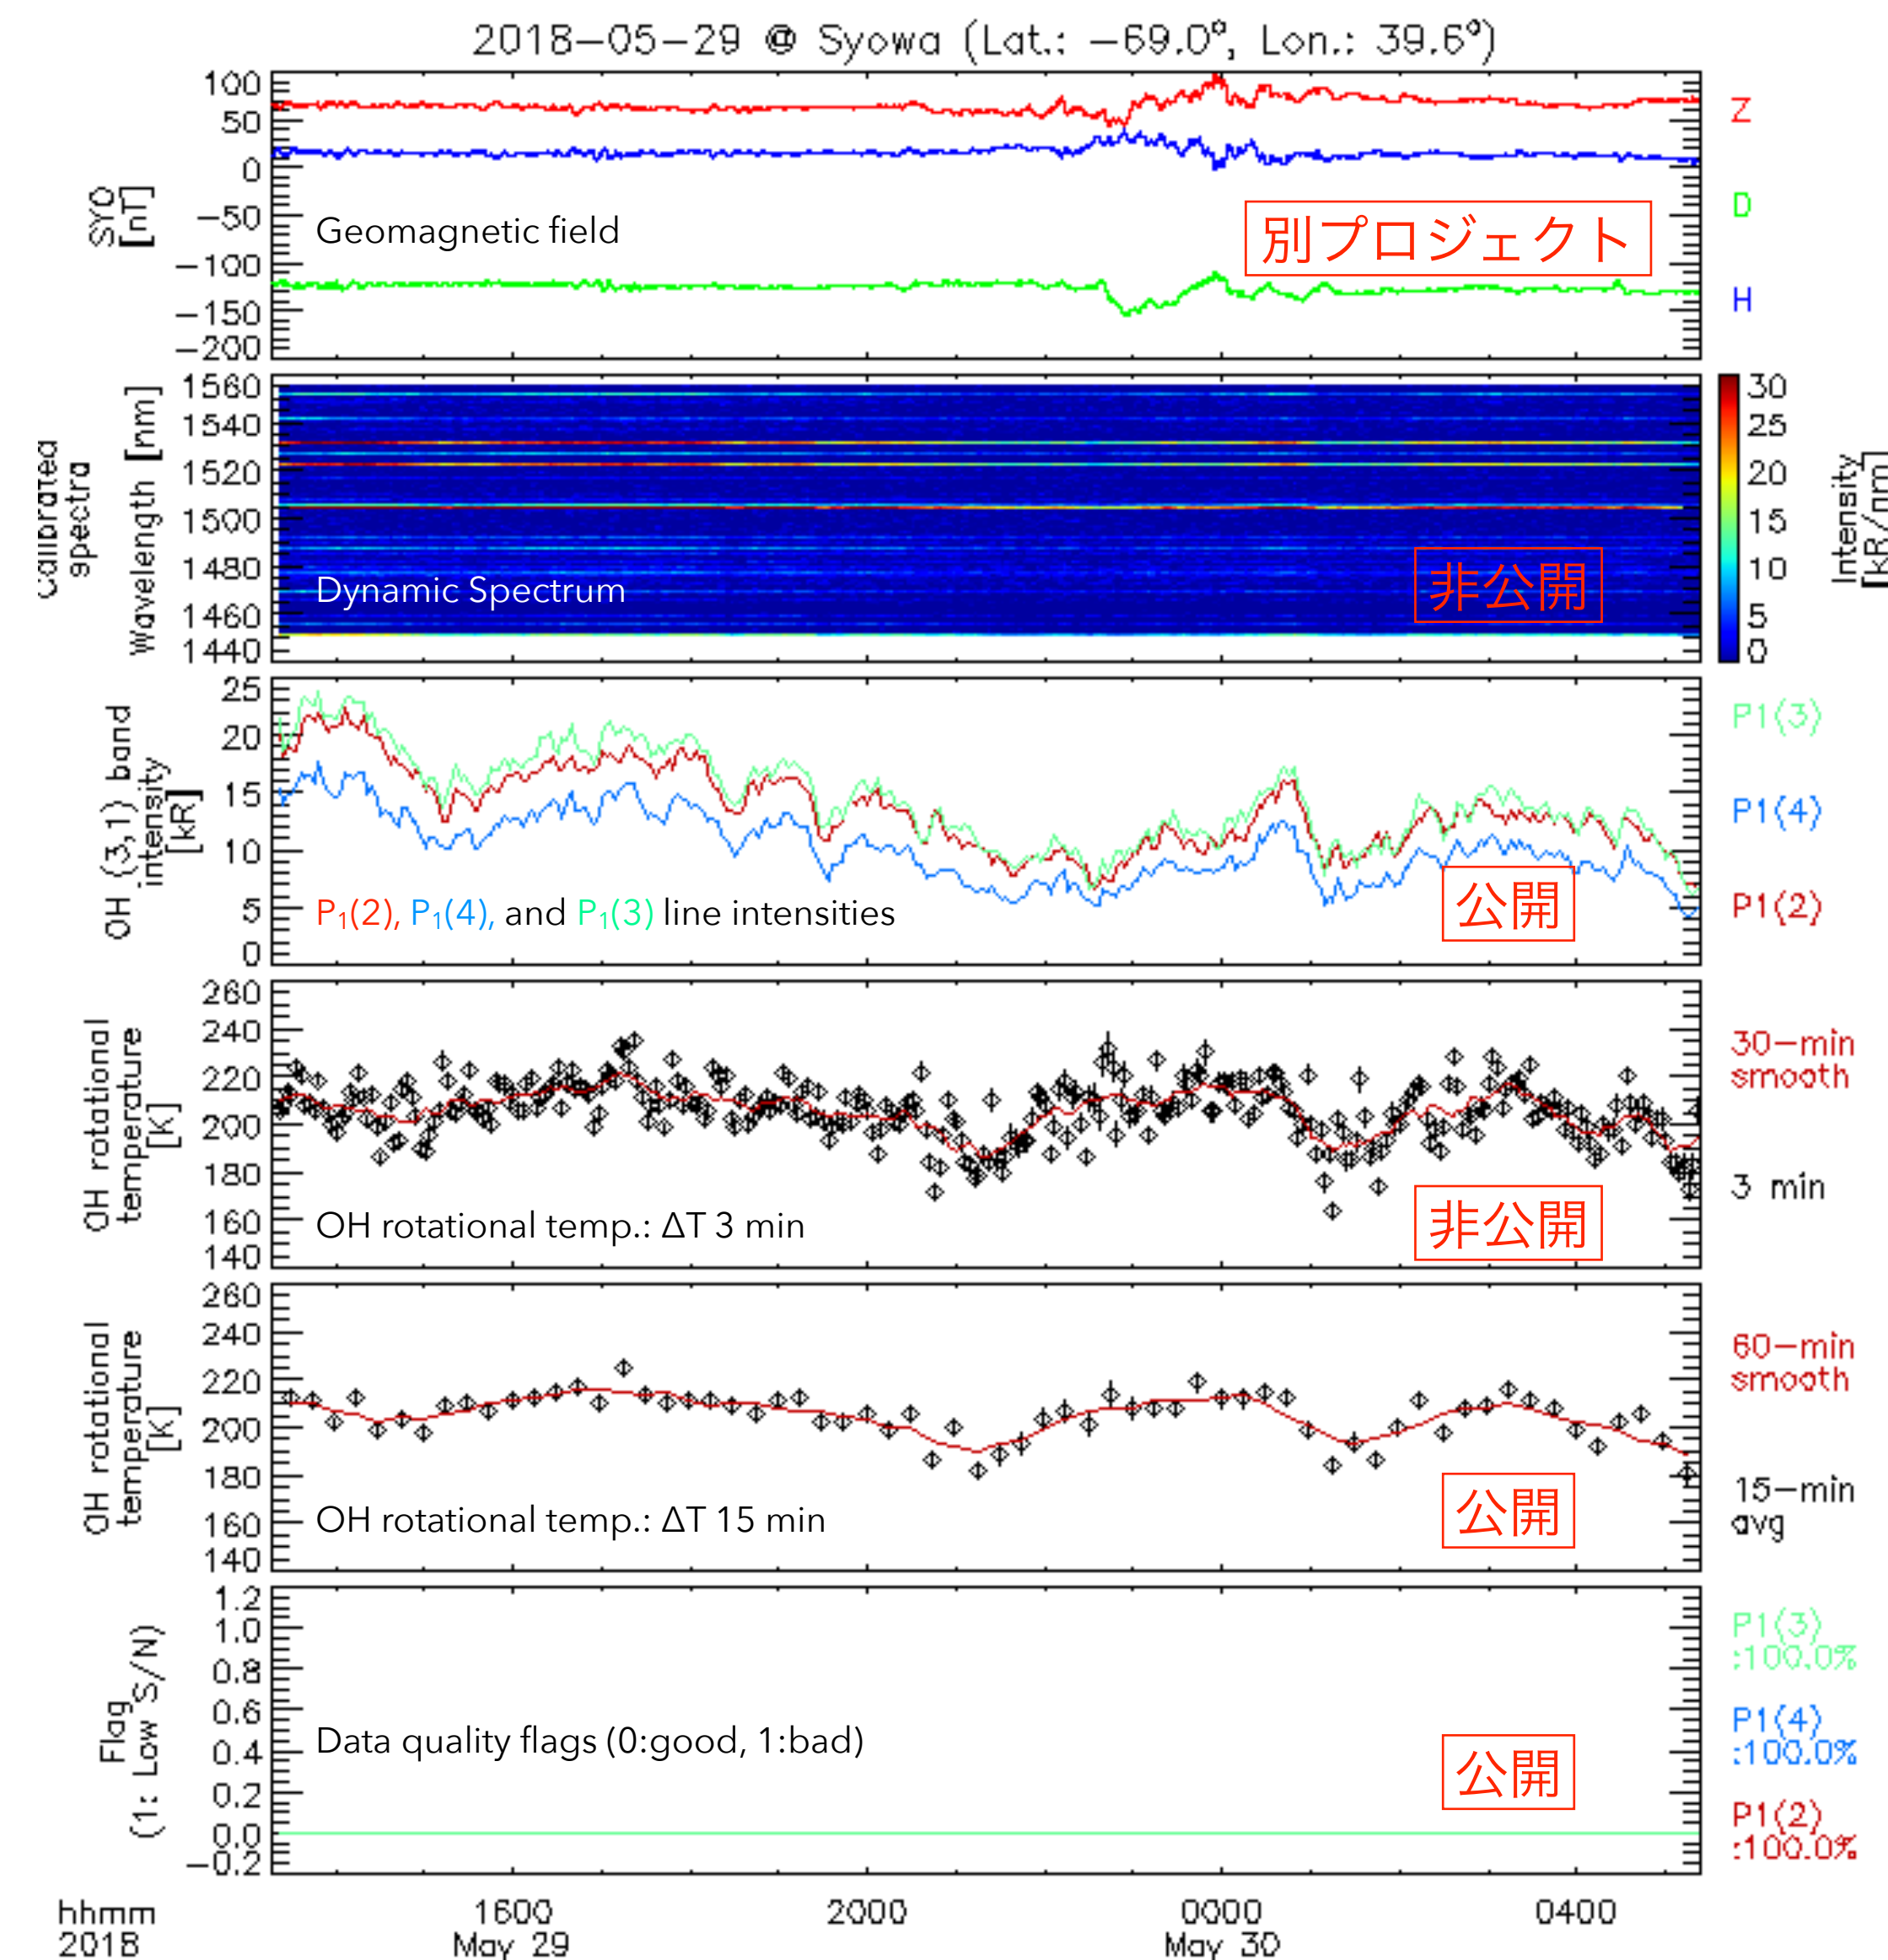 2018-05-29 @ Syowa (Lat.: -69.0°, Lon.: 39.6°)
SYO
[nT]
100
50
0
-50
-100
-150
-200
Geomagnetic field
別プロジェクト
Z
D
H
Calibrated
spectra
Wavelength [nm]
1560
1540
1520
1500
1480
1460
1440
Dynamic Spectrum
非公開
30
25
20
15
10
5
0
Intensity
[kR/nm]
OH (3,1) band
intensity
[kR]
25
20
15
10
5
0
P₁(2), P₁(4), and P₁(3) line intensities
公開
P1(3)
P1(4)
P1(2)
OH rotational
temperature
[K]
260
240
220
200
180
160
140
OH rotational temp.: ΔT 3 min
非公開
30-min
smooth
3 min
OH rotational
temperature
[K]
260
240
220
200
180
160
140
OH rotational temp.: ΔT 15 min
公開
60-min
smooth
15-min
avg
Flag
(1: Low S/N)
1.2
1.0
0.8
0.6
0.4
0.2
0.0
-0.2
Data quality flags (0:good, 1:bad)
公開
P1(3)
:100.0%
P1(4)
:100.0%
P1(2)
:100.0%
hhmm
2018
1600
May 29
2000
0000
May 30
0400